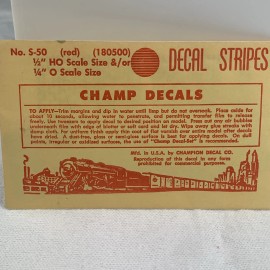 No. S-50 (red) (180500)
½" HO Scale Size &/or
¼" O Scale Size
DECAL STRIPES
CHAMP DECALS
TO APPLY—Trim margins and dip in water until limp but do not oversoak. Place aside for
about 10 seconds, allowing water to penetrate, and permitting transfer film to release
freely. Use tweezers and apply to desired position on model. Press out any air bubbles
underneath film with edge of blotter or soft card and let dry. Wipe away glue streaks with
damp cloth. For uniform finish apply thin coat of flat varnish over entire model after decals
have dried. A dust-free, gloss or semi-gloss surface is best for applying decals. On dull
paints, irregular or oxidized surfaces, use of "Champ Decal-Set" is recommended.
MFG. IN U.S.A. by CHAMPION DECAL CO.
Reproduction of this decal to any form
prohibited for commercial purposes.